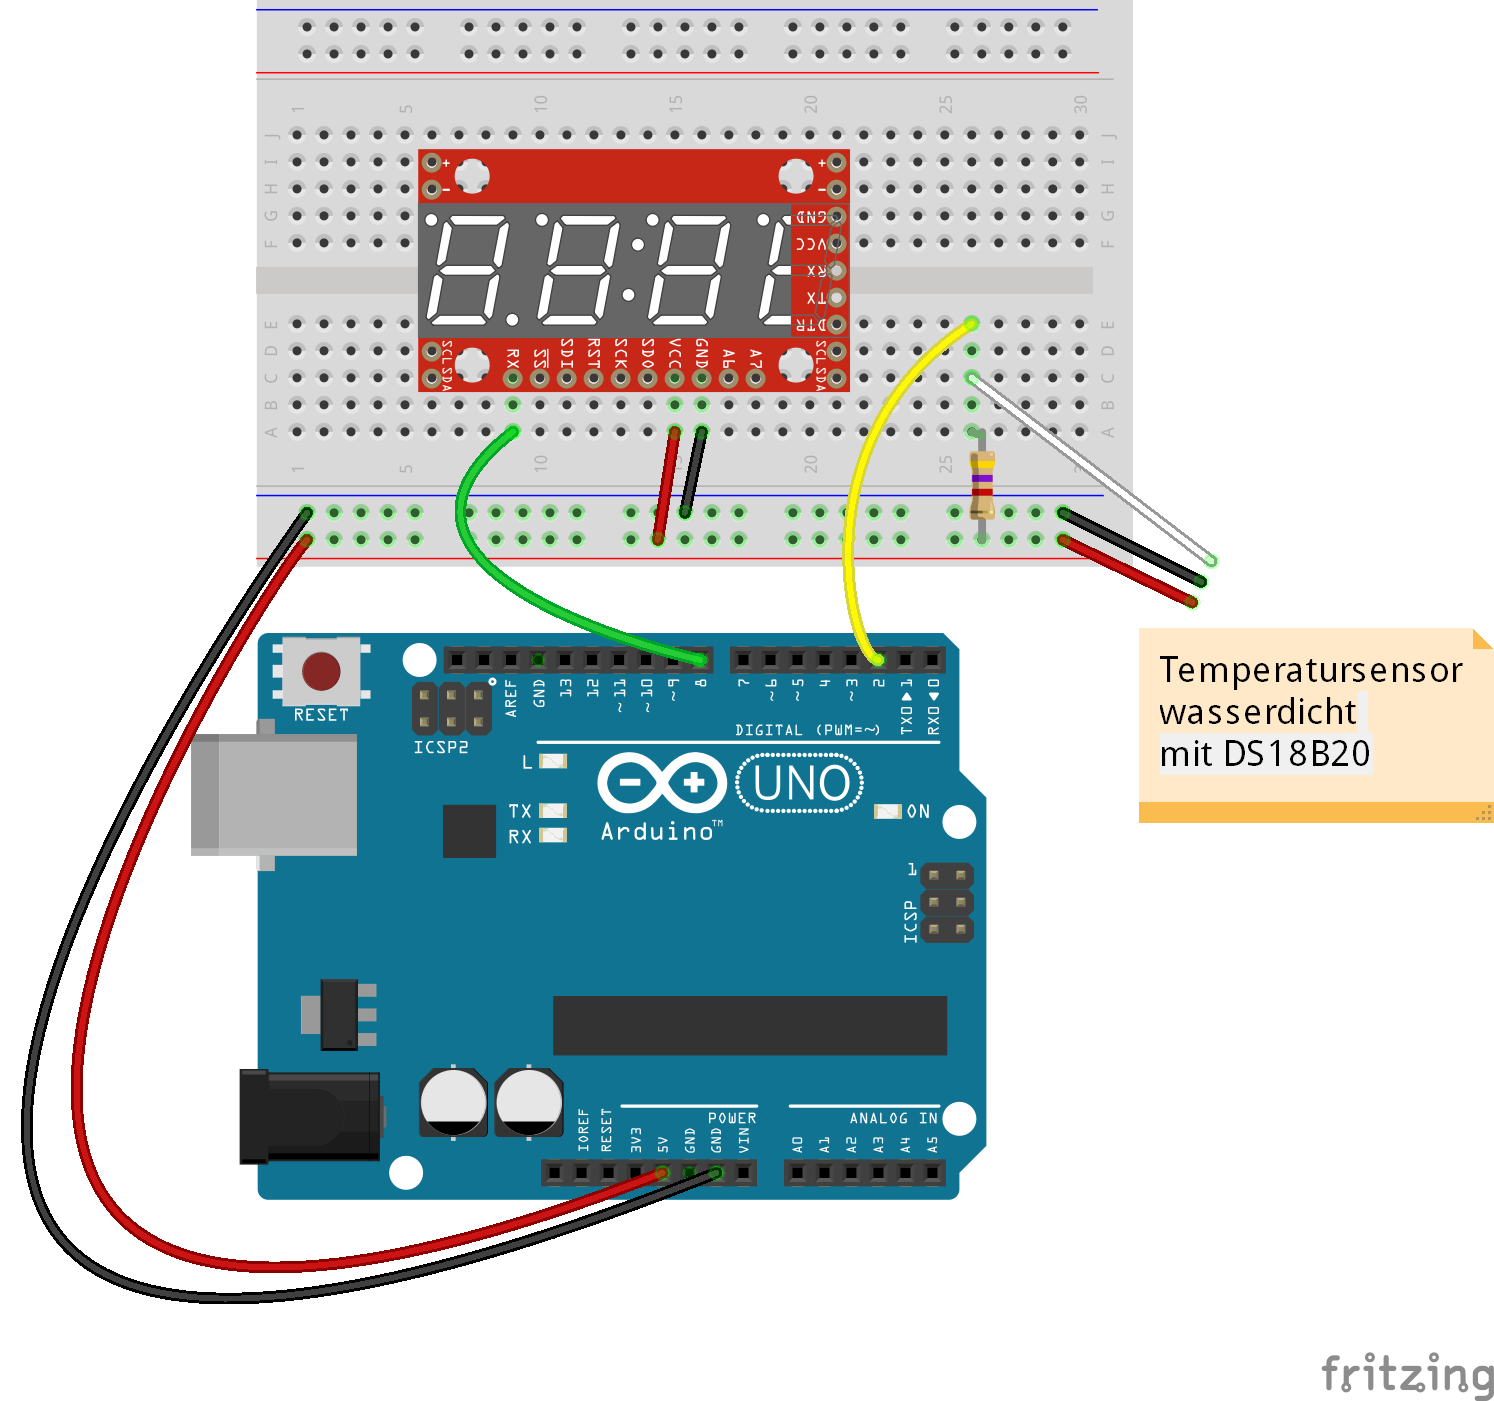 1 5 10 15 20 25 30
J J
I I
H H
G G
F F
+ +
- -
GND
VCC
RX
TX
DTR
E E
D D
C C
B B
A A
SCL SDA
RX SS SDI RST SCK SDO VCC GND A6 A7
SCL SDA
1 5 10 15 20 25 3
Temperatursensor
wasserdicht
mit DS18B20
RESET
ICSP2
AREF GND 13 12 ~11 ~10 ~9 8 7 ~6 ~5 4 ~3 2 TX0▶1 RX0◀0
DIGITAL (PWM=~)
L
TX
RX
Arduino™
UNO
ON
1
ICSP
POWER
ANALOG IN
IOREF RESET 3V3 5V GND GND VIN A0 A1 A2 A3 A4 A5
fritzing